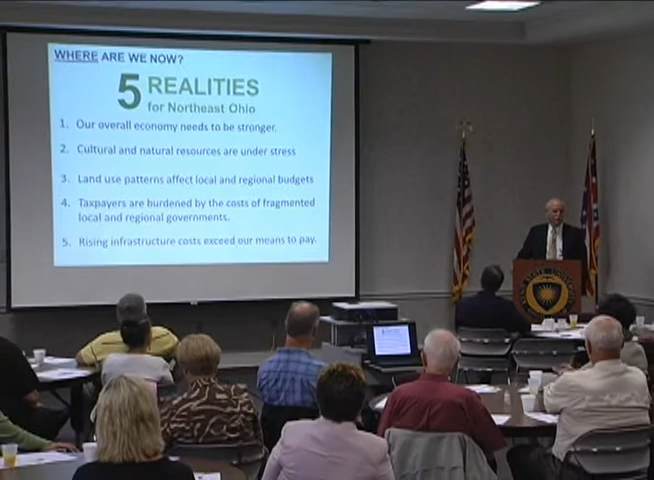 WHERE ARE WE NOW?
5 REALITIES
for Northeast Ohio
1. Our overall economy needs to be stronger.
2. Cultural and natural resources are under stress
3. Land use patterns affect local and regional budgets
4. Taxpayers are burdened by the costs of fragmented
local and regional governments.
5. Rising infrastructure costs exceed our means to pay.